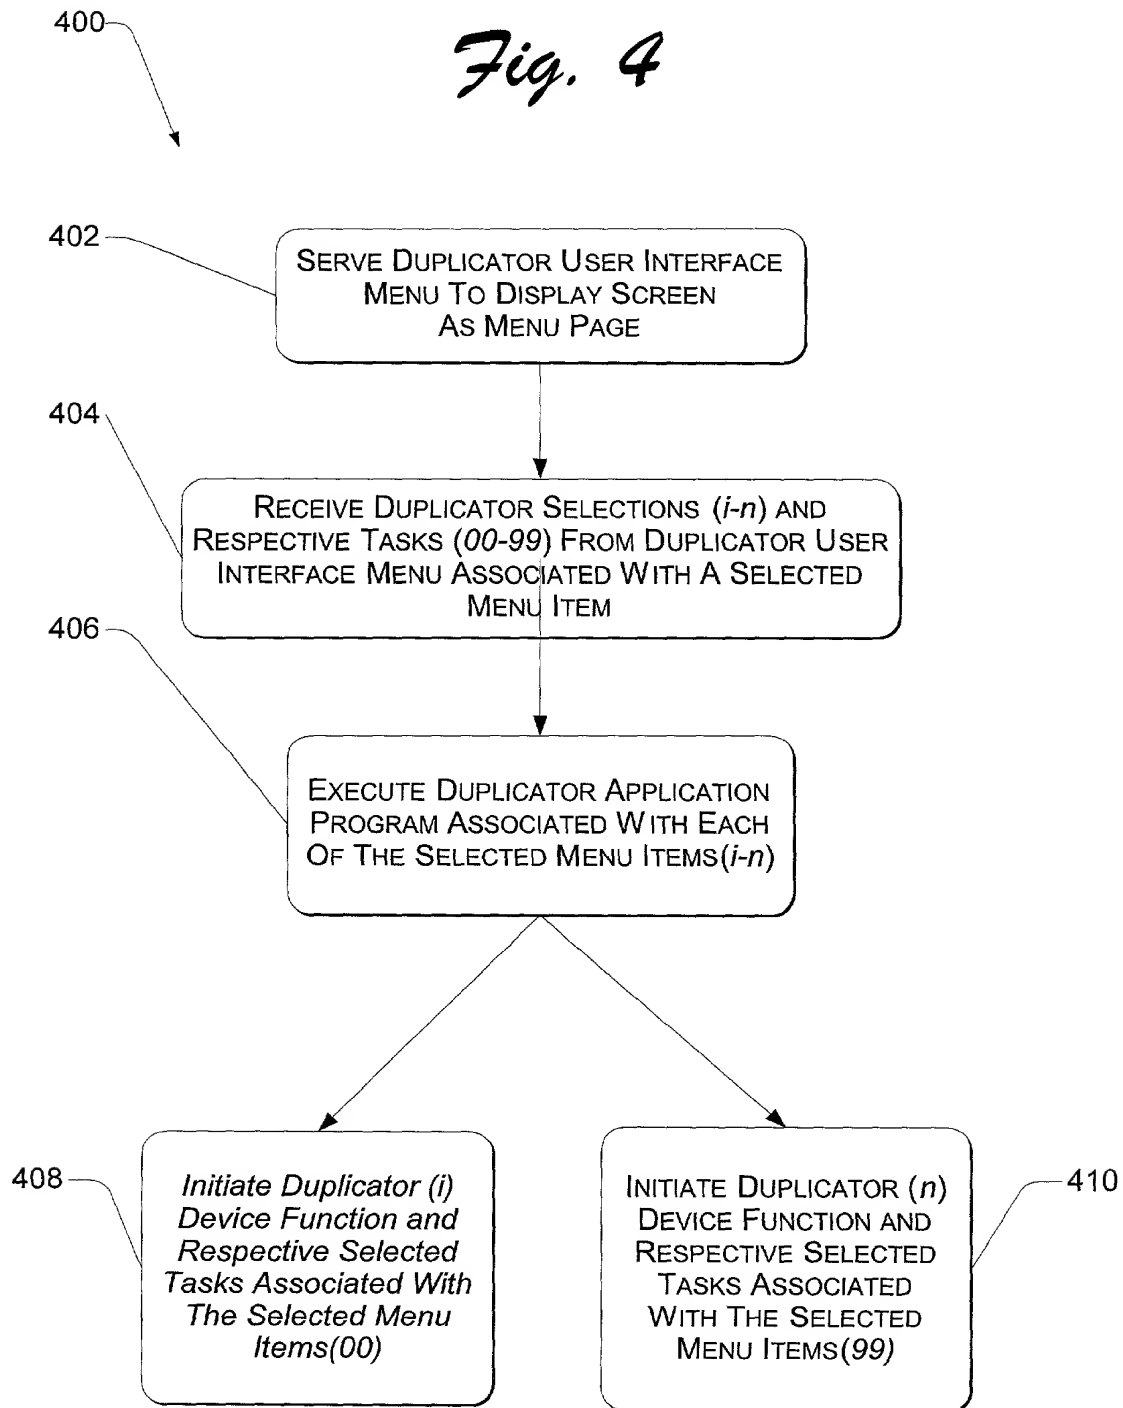 400
Fig. 4
402
SERVE DUPLICATOR USER INTERFACE
MENU TO DISPLAY SCREEN
AS MENU PAGE
404
RECEIVE DUPLICATOR SELECTIONS (i-n) AND
RESPECTIVE TASKS (00-99) FROM DUPLICATOR USER
INTERFACE MENU ASSOCIATED WITH A SELECTED
MENU ITEM
406
EXECUTE DUPLICATOR APPLICATION
PROGRAM ASSOCIATED WITH EACH
OF THE SELECTED MENU ITEMS(i-n)
408
Initiate Duplicator (i)
Device Function and
Respective Selected
Tasks Associated With
The Selected Menu
Items(00)
INITIATE DUPLICATOR (n)
DEVICE FUNCTION AND
RESPECTIVE SELECTED
TASKS ASSOCIATED
WITH THE SELECTED
MENU ITEMS(99)
410